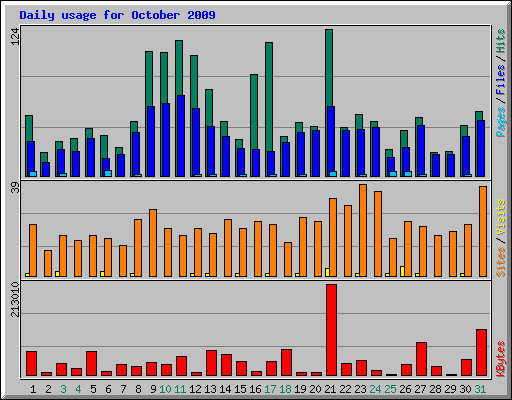 Daily usage for October 2009
124
Pages / Files / Hits
39
Sites / Visits
213010
KBytes
1 2 3 4 5 6 7 8 9 10 11 12 13 14 15 16 17 18 19 20 21 22 23 24 25 26 27 28 29 30 31